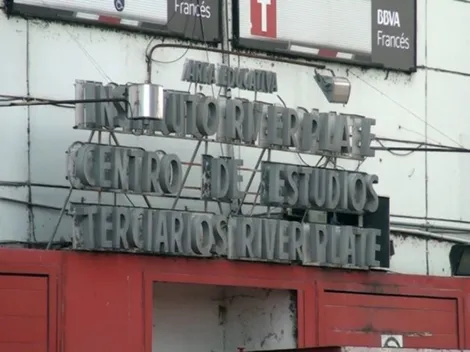 Francés
T
BBVA
Francés
AREA EDUCATIVA
INSTITUTO RIVER PLATE
CENTRO DE ESTUDIOS
TERCIARIOS RIVER PLATE